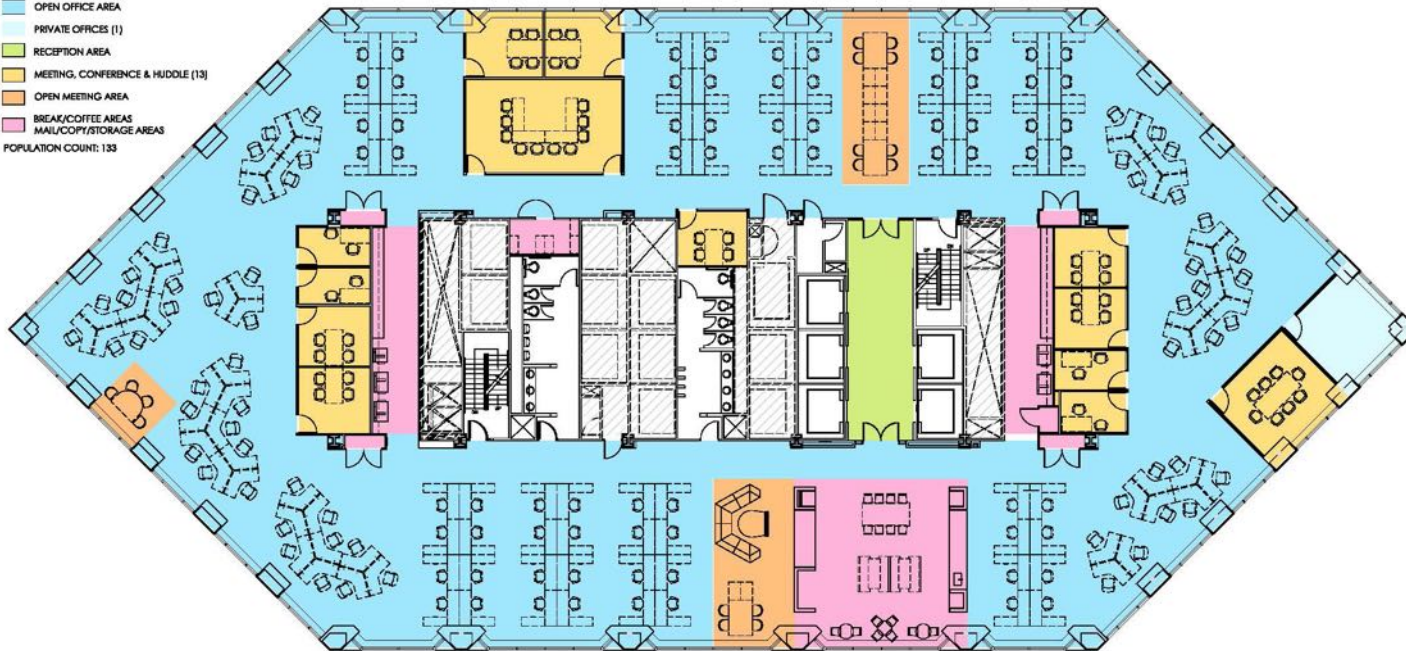 OPEN OFFICE AREA
PRIVATE OFFICES (1)
RECEPTION AREA
MEETING, CONFERENCE & HUDDLE (13)
OPEN MEETING AREA
BREAK/COFFEE AREAS
MAIL/COPY/STORAGE AREAS
POPULATION COUNT: 133